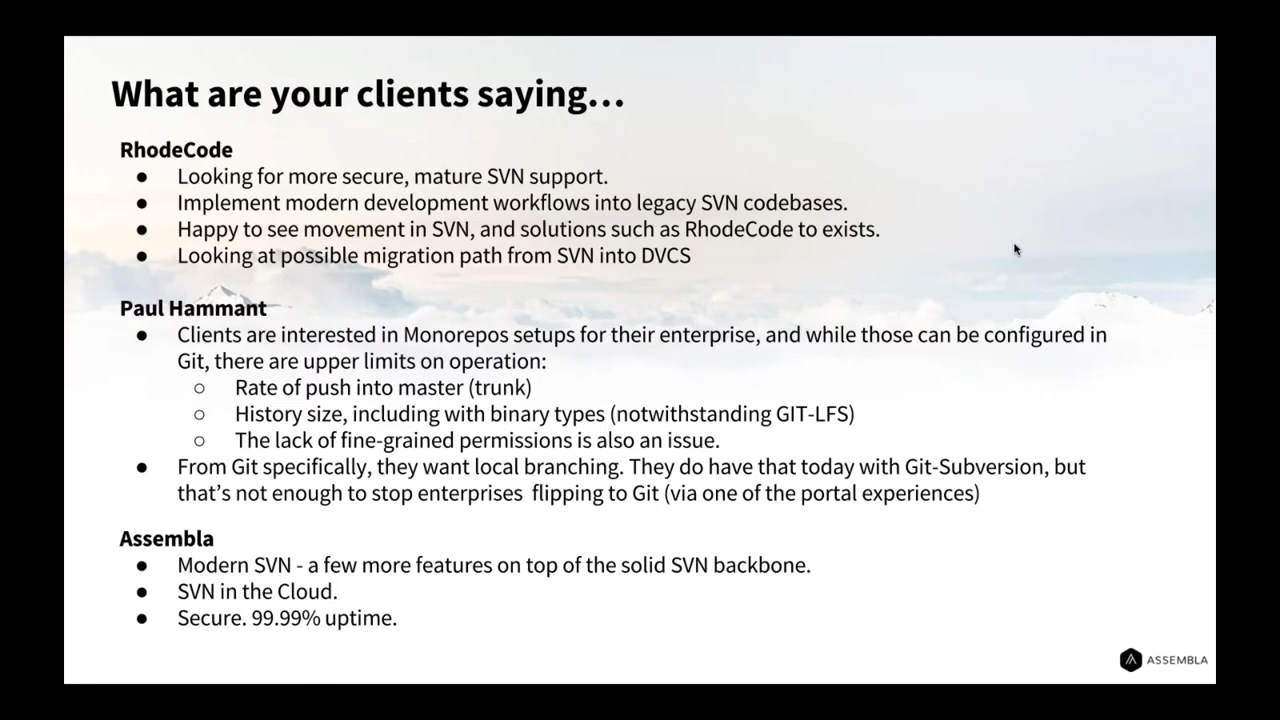 What are your clients saying...
RhodeCode
● Looking for more secure, mature SVN support.
● Implement modern development workflows into legacy SVN codebases.
● Happy to see movement in SVN, and solutions such as RhodeCode to exists.
● Looking at possible migration path from SVN into DVCS
Paul Hammant
● Clients are interested in Monorepos setups for their enterprise, and while those can be configured in
Git, there are upper limits on operation:
○ Rate of push into master (trunk)
○ History size, including with binary types (notwithstanding GIT-LFS)
○ The lack of fine-grained permissions is also an issue.
● From Git specifically, they want local branching. They do have that today with Git-Subversion, but
that’s not enough to stop enterprises flipping to Git (via one of the portal experiences)
Assembla
● Modern SVN - a few more features on top of the solid SVN backbone.
● SVN in the Cloud.
● Secure. 99.99% uptime.
ASSEMBLA